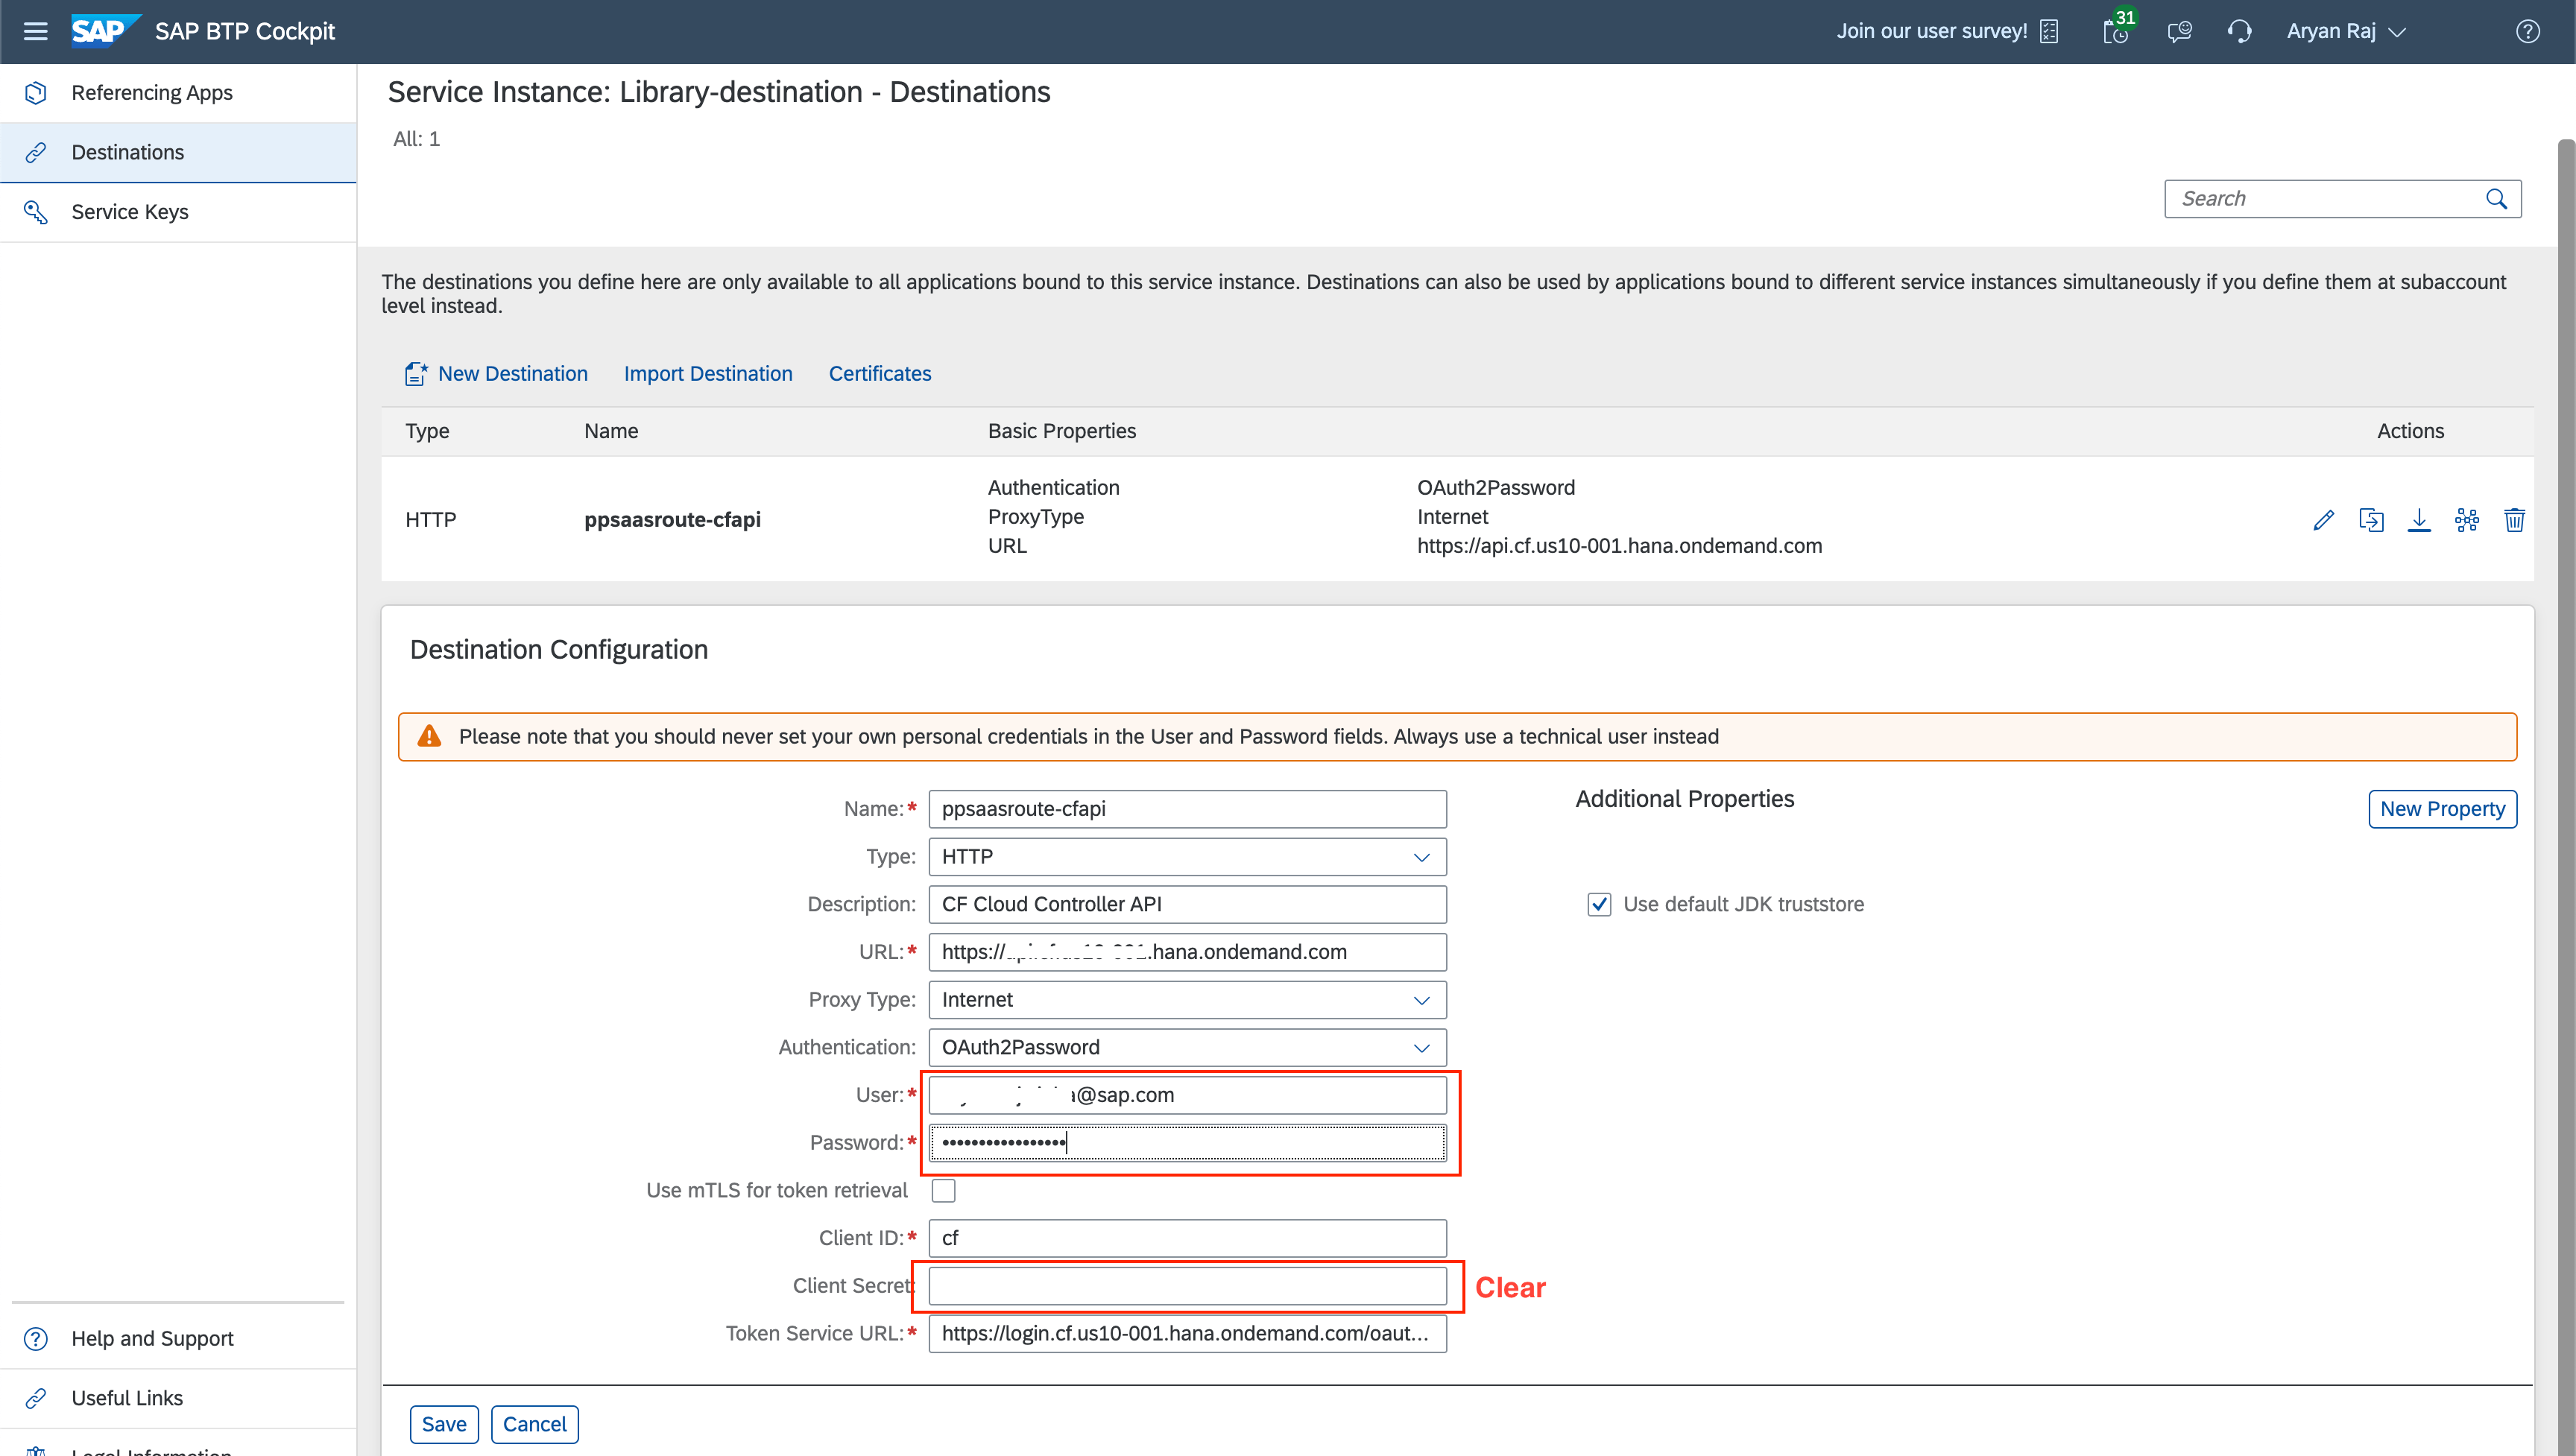 SAP SAP BTP Cockpit
Join our user survey!
31
Aryan Raj
Referencing Apps
Destinations
Service Keys
Help and Support
Useful Links
Legal Information
Service Instance: Library-destination - Destinations
All: 1
Search
The destinations you define here are only available to all applications bound to this service instance. Destinations can also be used by applications bound to different service instances simultaneously if you define them at subaccount
level instead.
New Destination Import Destination Certificates
Type Name Basic Properties Actions
HTTP ppsaasroute-cfapi
Authentication OAuth2Password
ProxyType Internet
URL https://api.cf.us10-001.hana.ondemand.com
Destination Configuration
Please note that you should never set your own personal credentials in the User and Password fields. Always use a technical user instead
Name:* ppsaasroute-cfapi
Type: HTTP
Description: CF Cloud Controller API
URL:* https:// .hana.ondemand.com
Proxy Type: Internet
Authentication: OAuth2Password
User:* a@sap.com
Password:* •••••••••••••••••
Use mTLS for token retrieval
Client ID:* cf
Client Secret: Clear
Token Service URL:* https://login.cf.us10-001.hana.ondemand.com/oaut...
Additional Properties
New Property
Use default JDK truststore
Save Cancel